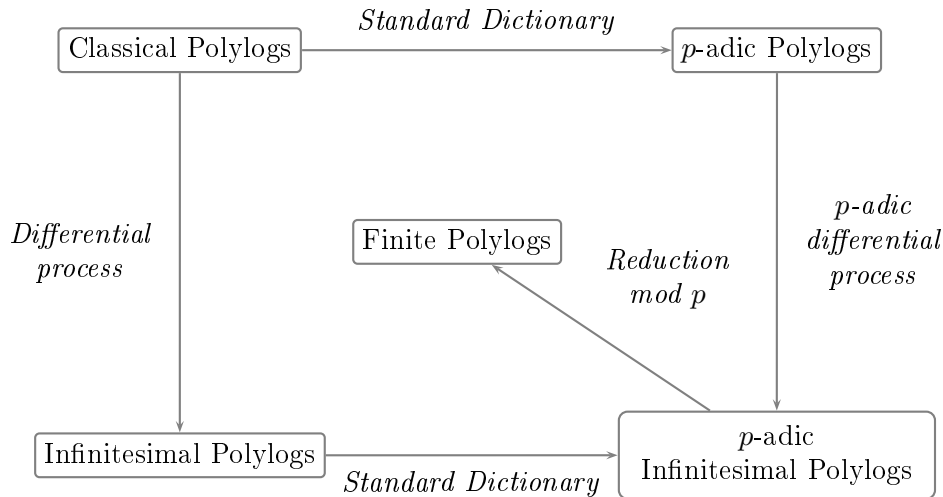 Standard Dictionary
Classical Polylogs
p-adic Polylogs
Differential
process
Finite Polylogs
Reduction
mod p
p-adic
differential
process
Infinitesimal Polylogs
Standard Dictionary
p-adic
Infinitesimal Polylogs